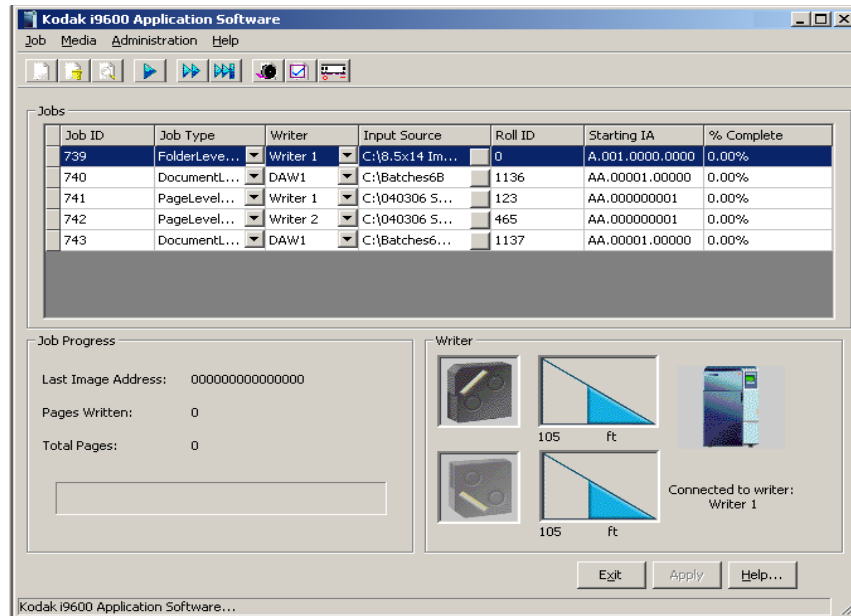 Kodak i9600 Application Software
Job Media Administration Help
Jobs
Job ID Job Type Writer Input Source Roll ID Starting IA % Complete
739 FolderLeve... Writer 1 C:\8.5x14 Im... 0 A.001.0000.0000 0.00%
740 DocumentL... DAW1 C:\Batches6B 1136 AA.00001.00000 0.00%
741 PageLevel... Writer 1 C:\040306 S... 123 AA.000000001 0.00%
742 PageLevel... Writer 2 C:\040306 S... 465 AA.000000001 0.00%
743 DocumentL... DAW1 C:\Batches6... 1137 AA.00001.00000 0.00%
Job Progress
Last Image Address: 000000000000000
Pages Written: 0
Total Pages: 0
Writer
105 ft
105 ft
Connected to writer:
Writer 1
Exit Apply Help...
Kodak i9600 Application Software...